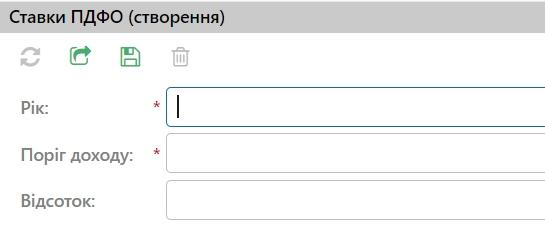 Ставки ПДФО (створення)
Рік: *
Поріг доходу: *
Відсоток: